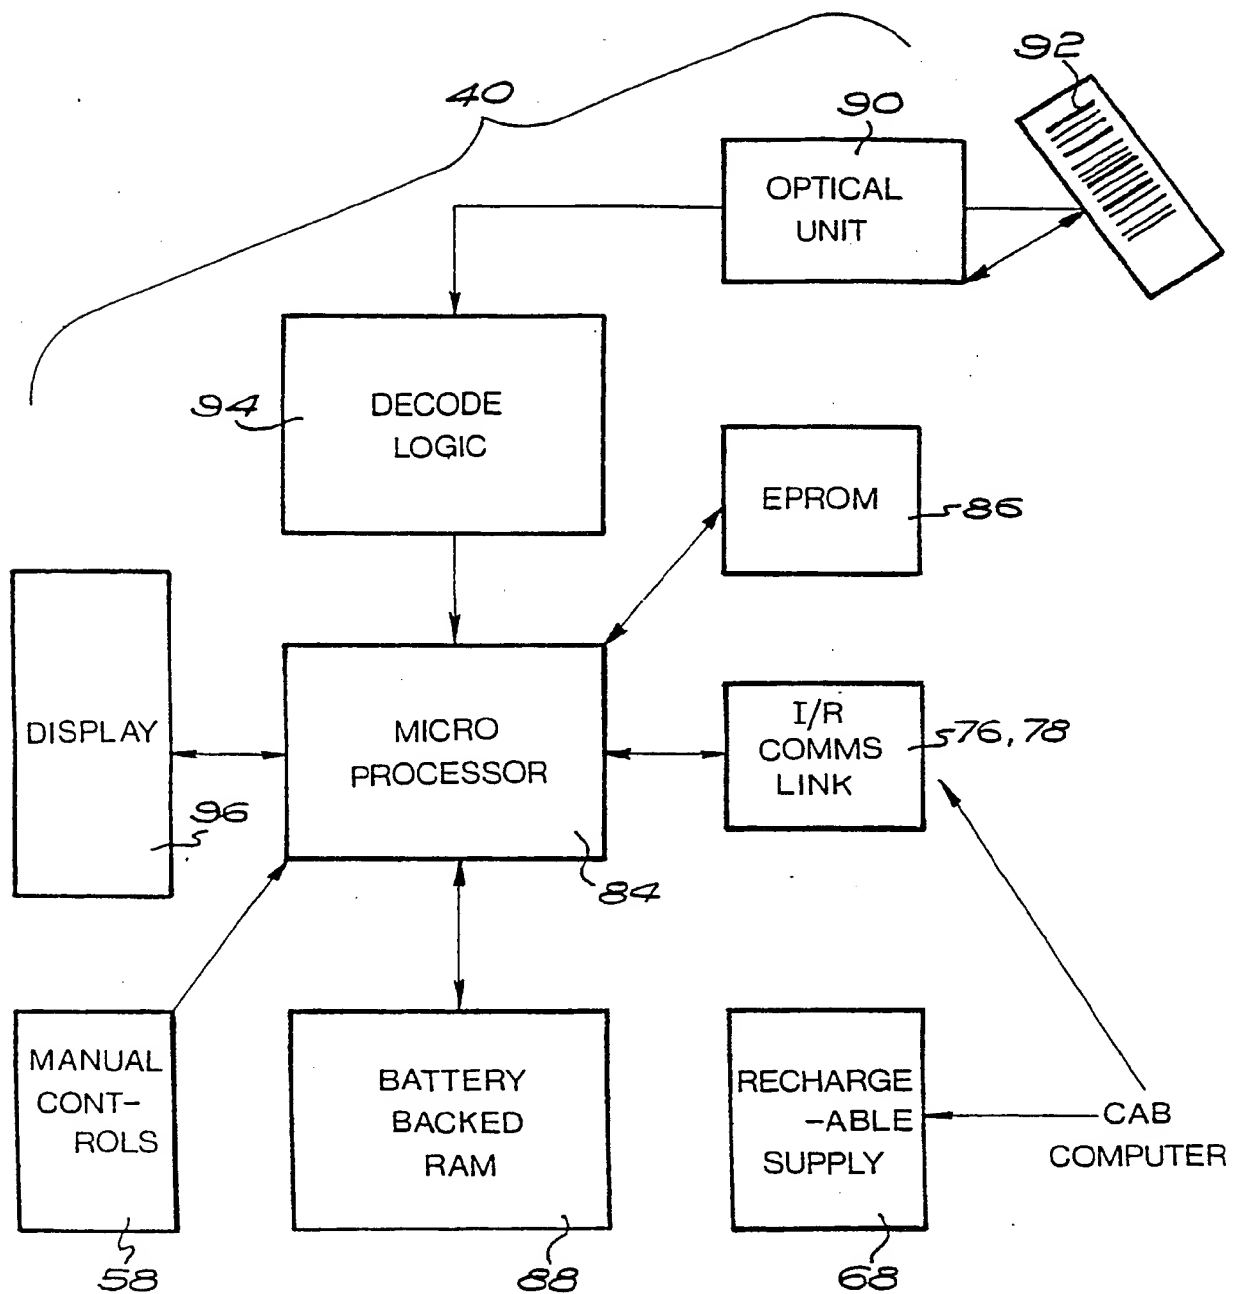 40
92
90
OPTICAL
UNIT
94
DECODE
LOGIC
EPROM
86
DISPLAY
96
MICRO
PROCESSOR
84
I/R
COMMS
LINK
76, 78
MANUAL
CONT-
ROLS
58
BATTERY
BACKED
RAM
88
RECHARGE
-ABLE
SUPPLY
68
CAB
COMPUTER